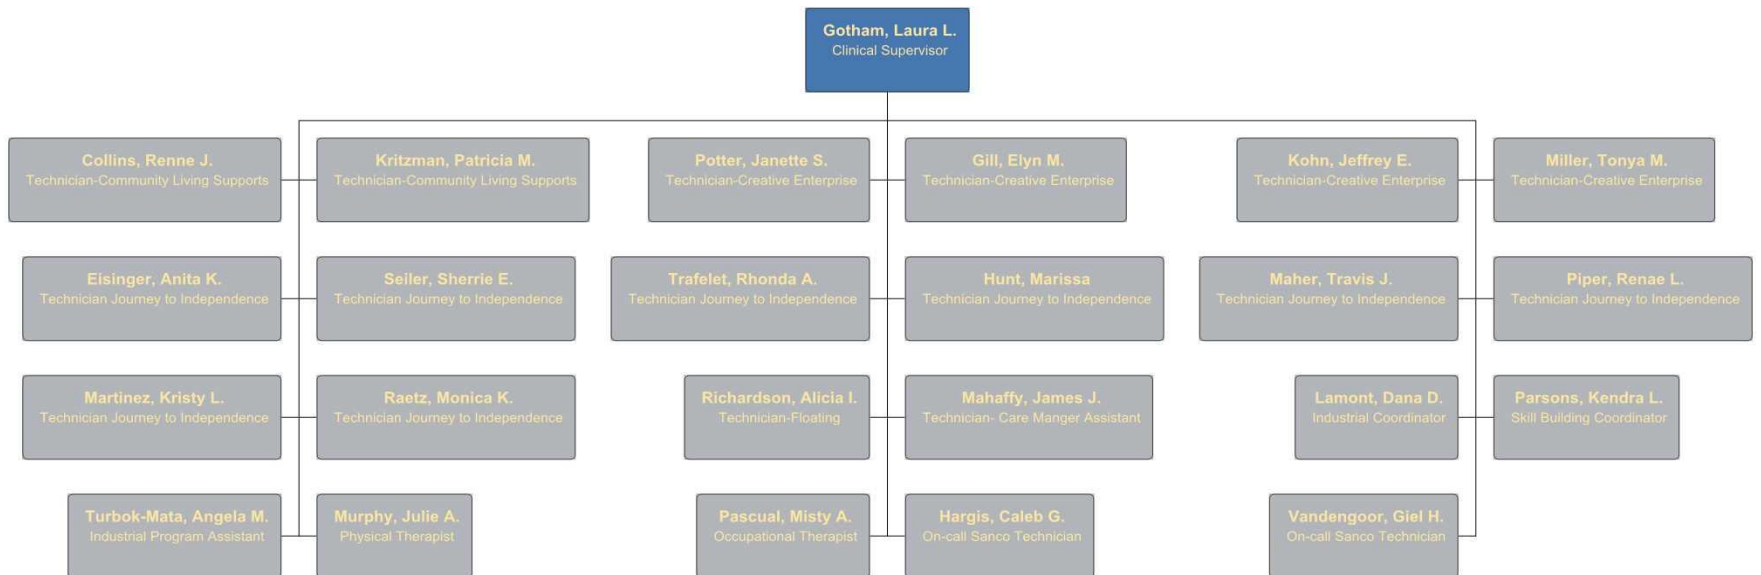 Gotham, Laura L.
Clinical Supervisor
Collins, Renne J.
Technician-Community Living Supports
Kritzman, Patricia M.
Technician-Community Living Supports
Potter, Janette S.
Technician-Creative Enterprise
Gill, Elyn M.
Technician-Creative Enterprise
Kohn, Jeffrey E.
Technician-Creative Enterprise
Miller, Tonya M.
Technician-Creative Enterprise
Eisinger, Anita K.
Technician Journey to Independence
Seiler, Sherrie E.
Technician Journey to Independence
Trafelet, Rhonda A.
Technician Journey to Independence
Hunt, Marissa
Technician Journey to Independence
Maher, Travis J.
Technician Journey to Independence
Piper, Renae L.
Technician Journey to Independence
Martinez, Kristy L.
Technician Journey to Independence
Raetz, Monica K.
Technician Journey to Independence
Richardson, Alicia I.
Technician-Floating
Mahaffy, James J.
Technician- Care Manger Assistant
Lamont, Dana D.
Industrial Coordinator
Parsons, Kendra L.
Skill Building Coordinator
Turbok-Mata, Angela M.
Industrial Program Assistant
Murphy, Julie A.
Physical Therapist
Pascual, Misty A.
Occupational Therapist
Hargis, Caleb G.
On-call Sanco Technician
Vandengoor, Giel H.
On-call Sanco Technician